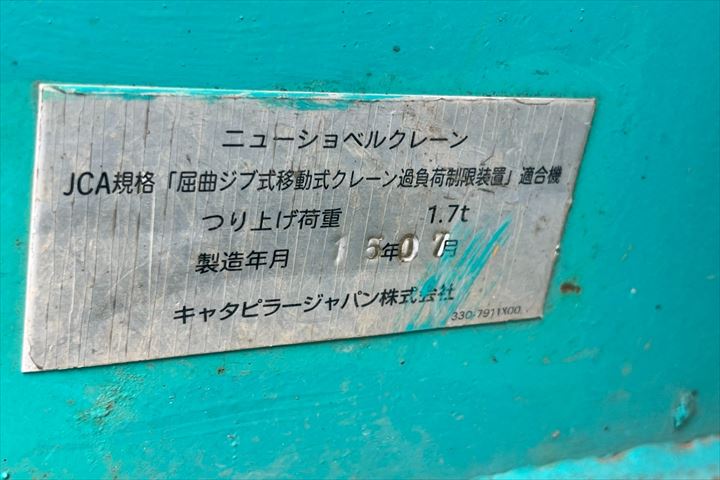 ニューショベルクレーン
JCA規格「屈曲ジブ式移動式クレーン過負荷制限装置」適合機
つり上げ荷重 1.7t
製造年月 15年07月
キャタピラージャパン株式会社
330-7911X00